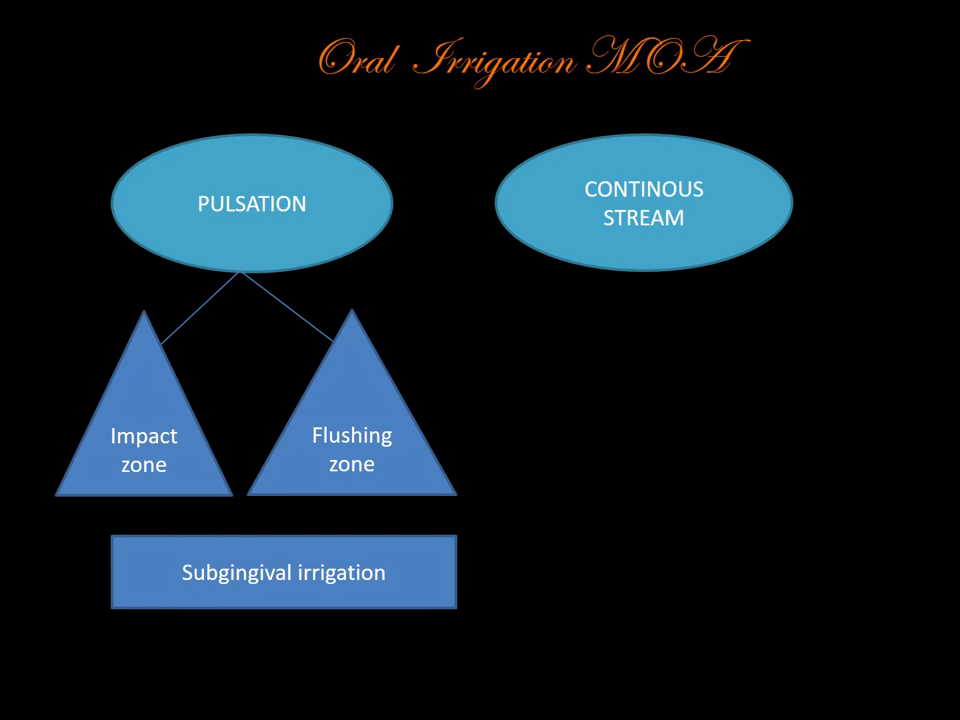 Oral Irrigation MOA
PULSATION
CONTINOUS
STREAM
Impact
zone
Flushing
zone
Subgingival irrigation